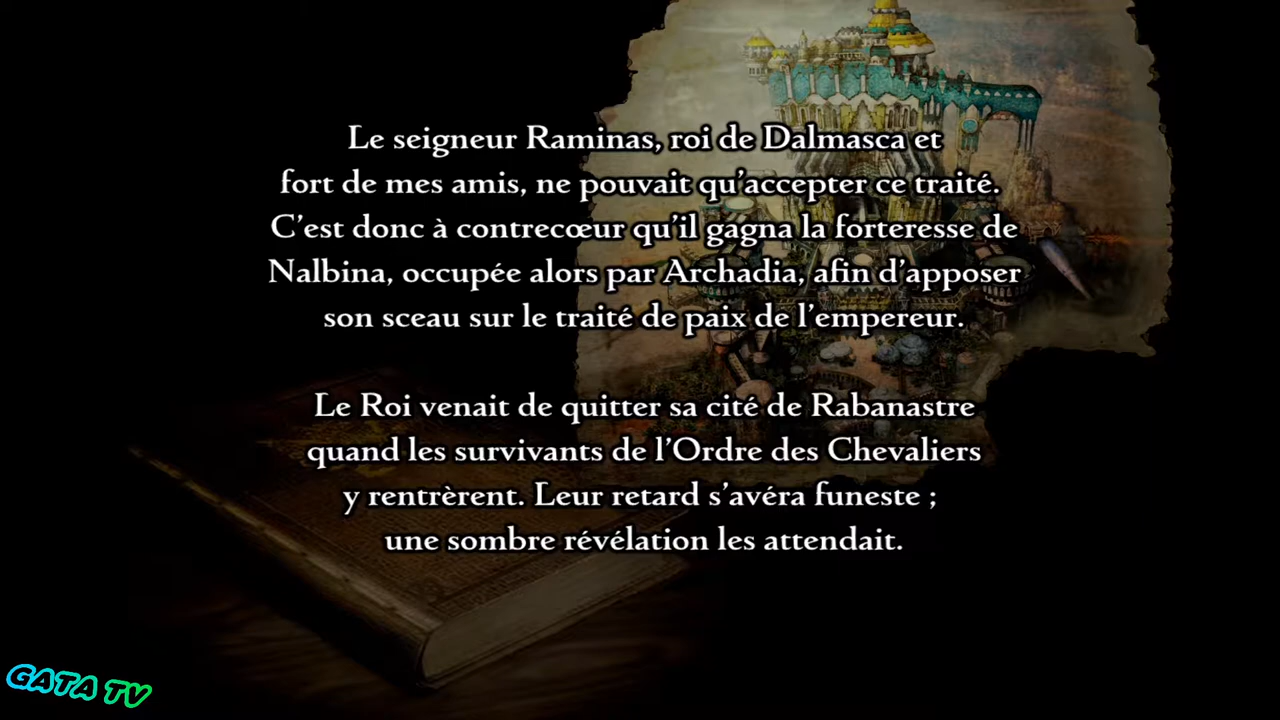 Le seigneur Raminas, roi de Dalmasca et
fort de mes amis, ne pouvait qu’accepter ce traité.
C’est donc à contrecœur qu’il gagna la forteresse de
Nalbina, occupée alors par Archadia, afin d’apposer
son sceau sur le traité de paix de l’empereur.
Le Roi venait de quitter sa cité de Rabanastre
quand les survivants de l’Ordre des Chevaliers
y rentrèrent. Leur retard s’avéra funeste ;
une sombre révélation les attendait.
GATA TV